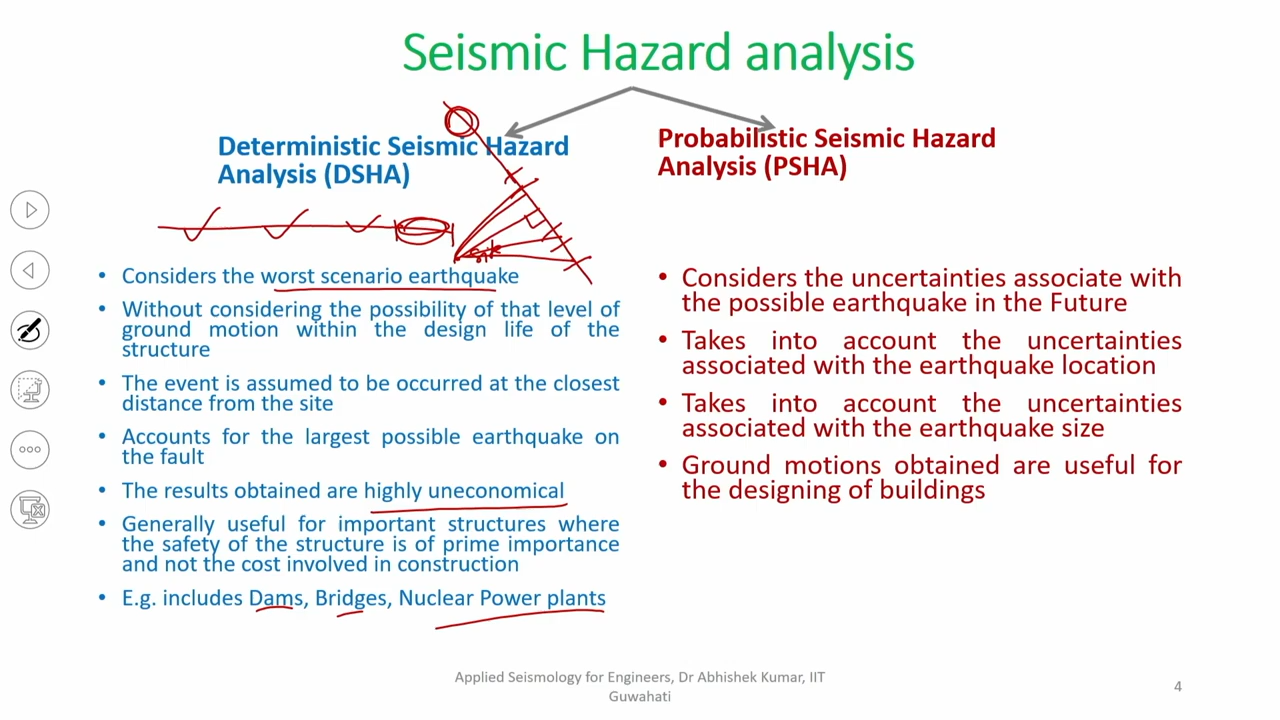 Seismic Hazard analysis
Deterministic Seismic Hazard
Analysis (DSHA)
site
• Considers the worst scenario earthquake
• Without considering the possibility of that level of
ground motion within the design life of the
structure
• The event is assumed to be occurred at the closest
distance from the site
• Accounts for the largest possible earthquake on
the fault
• The results obtained are highly uneconomical
• Generally useful for important structures where
the safety of the structure is of prime importance
and not the cost involved in construction
• E.g. includes Dams, Bridges, Nuclear Power plants
Probabilistic Seismic Hazard
Analysis (PSHA)
• Considers the uncertainties associate with
the possible earthquake in the Future
• Takes into account the uncertainties
associated with the earthquake location
• Takes into account the uncertainties
associated with the earthquake size
• Ground motions obtained are useful for
the designing of buildings
Applied Seismology for Engineers, Dr Abhishek Kumar, IIT
Guwahati
4